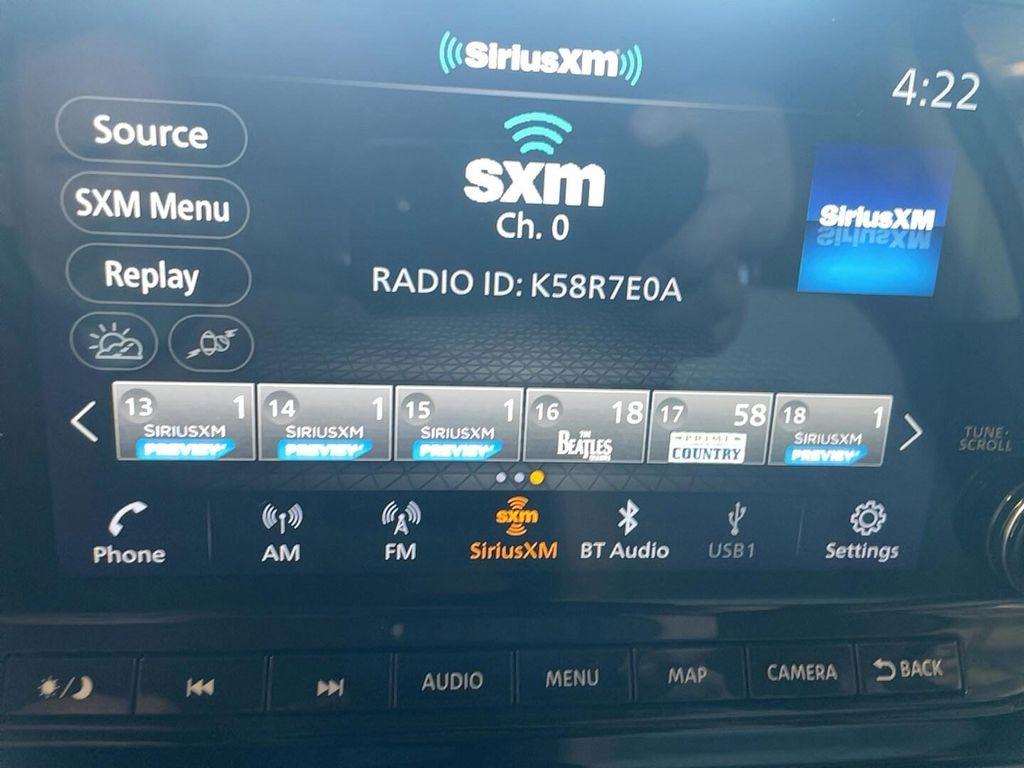 SiriusXM
4:22
Source
sxm
SXM Menu
Ch. 0
SiriusXM
Replay
RADIO ID: K58R7E0A
13 1 14 1 15 1 16 18 17 58 18 1
SIRIUSXM SIRIUSXM SIRIUSXM THE BEATLES PRIME SIRIUSXM
PREVIEW PREVIEW PREVIEW COUNTRY PREVIEW
TUNE·
SCROLL
sxm
Phone AM FM SiriusXM BT Audio USB1 Settings
AUDIO MENU MAP CAMERA BACK